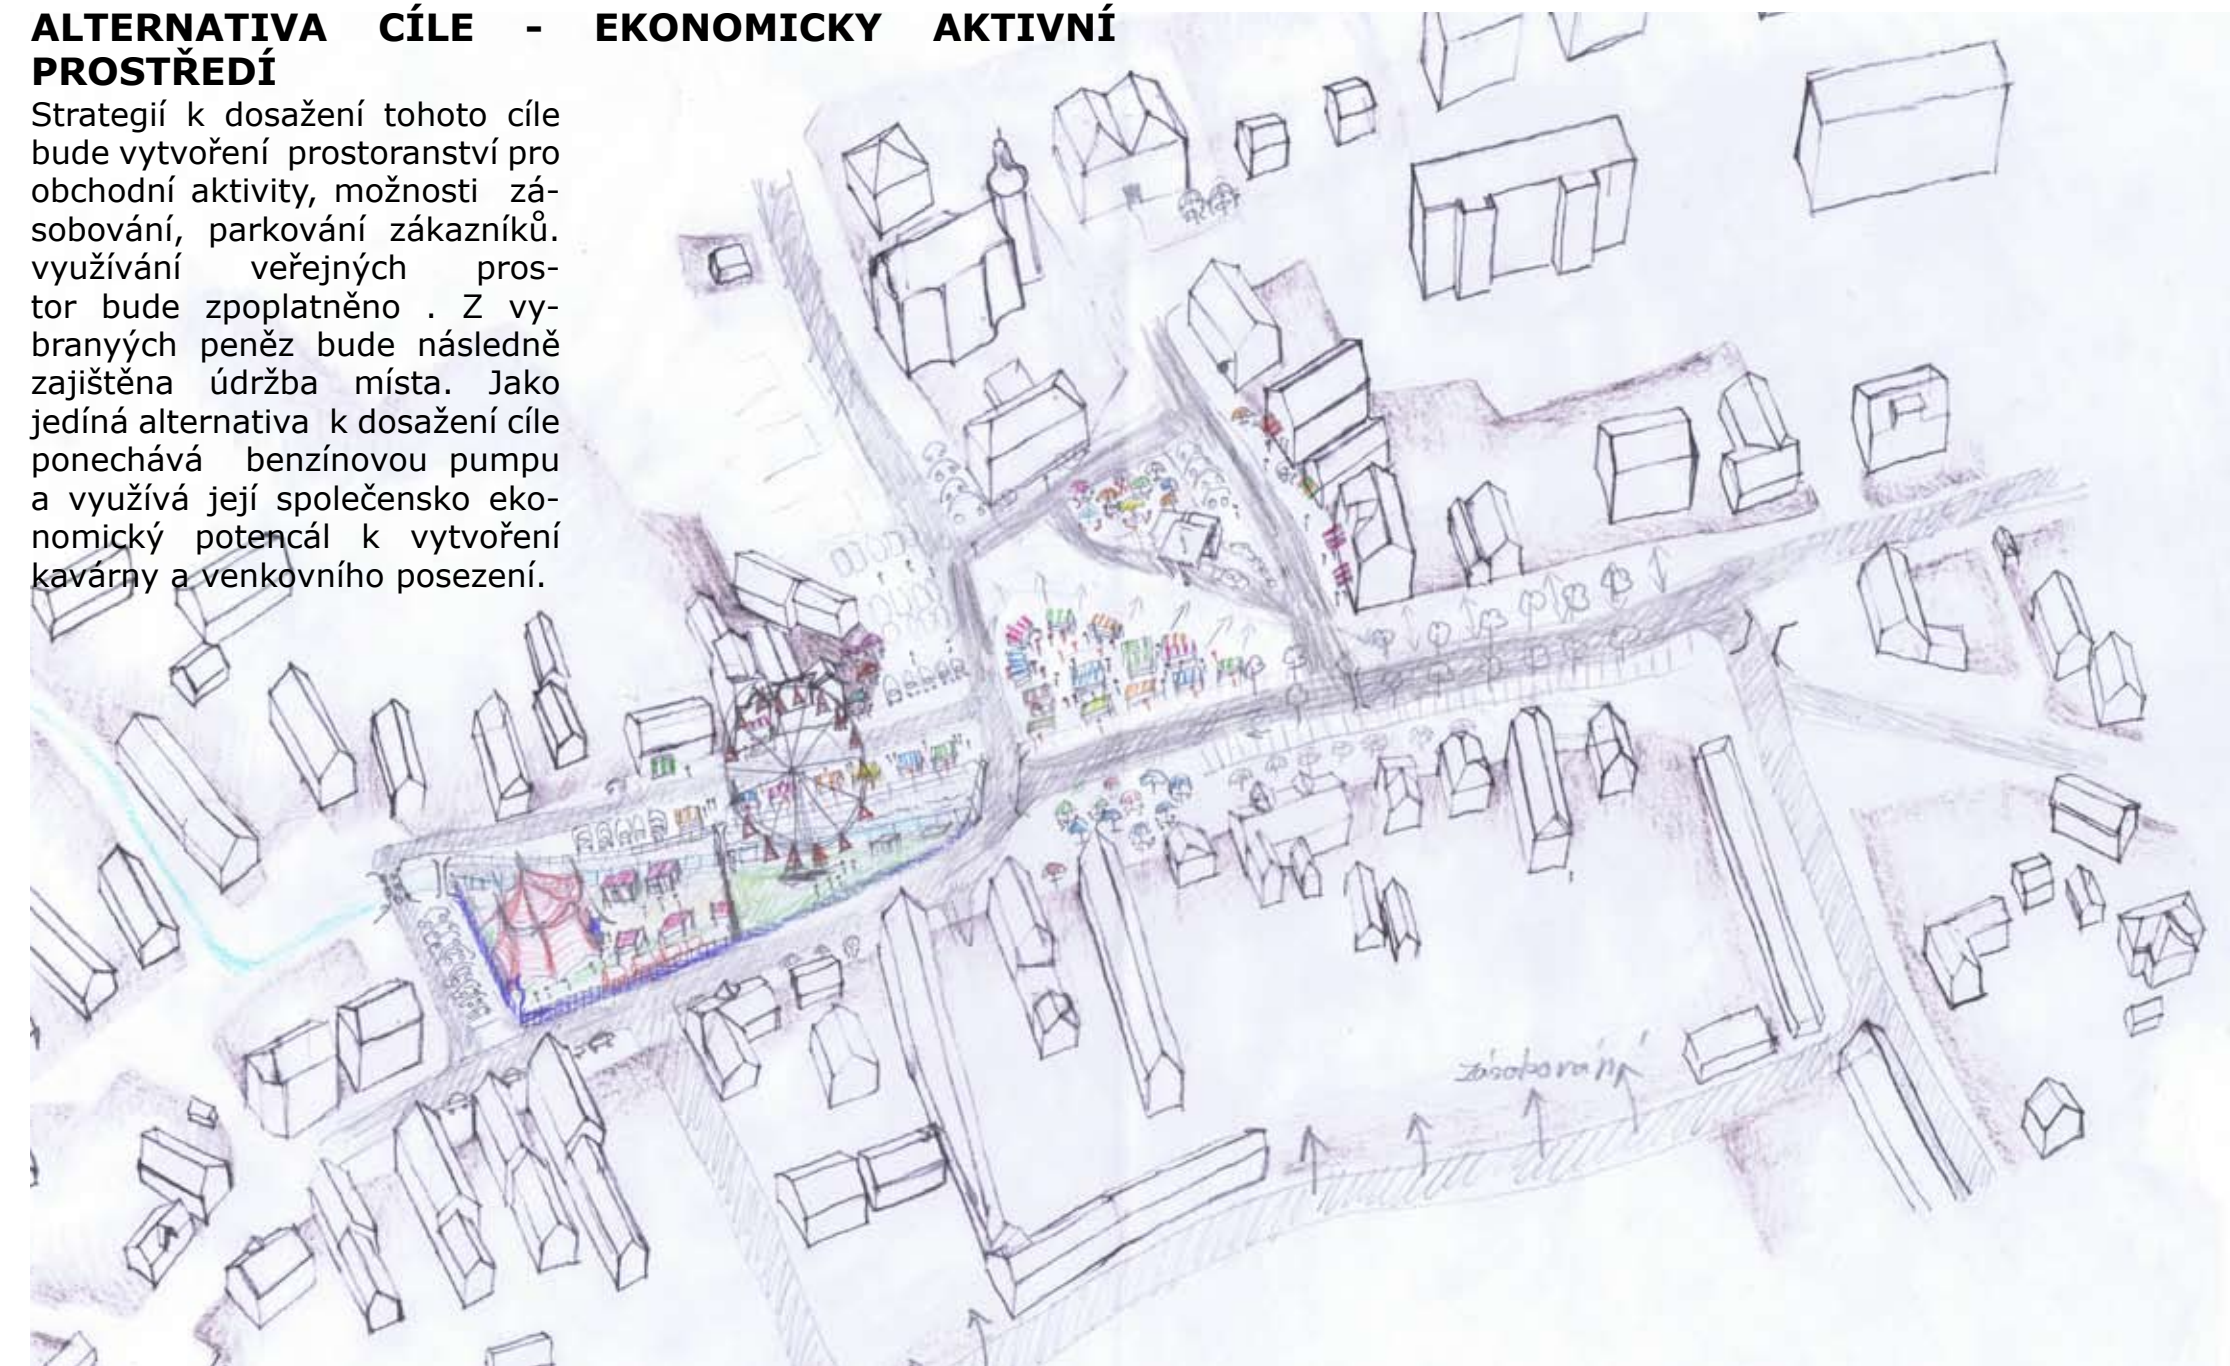 ALTERNATIVA CÍLE - EKONOMICKY AKTIVNÍ
PROSTŘEDÍ
Strategií k dosažení tohoto cíle
bude vytvoření prostoranství pro
obchodní aktivity, možnosti zá-
sobování, parkování zákazníků.
využívání veřejných pros-
tor bude zpoplatněno . Z vy-
branyých peněz bude následně
zajištěna údržba místa. Jako
jedíná alternativa k dosažení cíle
ponechává benzínovou pumpu
a využívá její společensko eko-
nomický potencál k vytvoření
kavárny a venkovního posezení.
zásobování